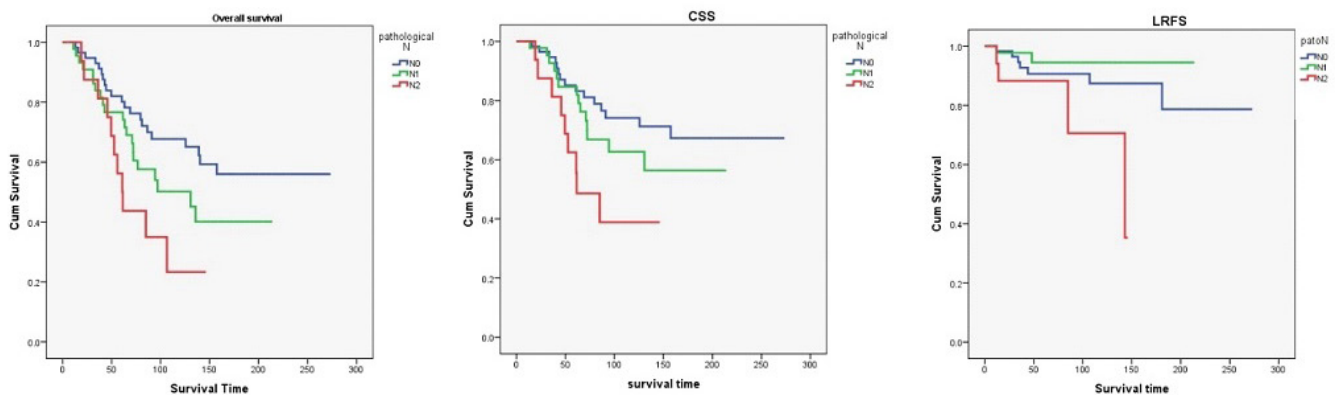 Overall survival
Cum Survival
1.0
0.8
0.6
0.4
0.2
0.0
0 50 100 150 200 250 300
Survival Time
pathological
N
N0
N1
N2
CSS
Cum Survival
1.0
0.8
0.6
0.4
0.2
0.0
0 50 100 150 200 250 300
survival time
pathological
N
N0
N1
N2
LRFS
Cum Survival
1.0
0.8
0.6
0.4
0.2
0.0
0 50 100 150 200 250 300
Survival time
patoN
N0
N1
N2